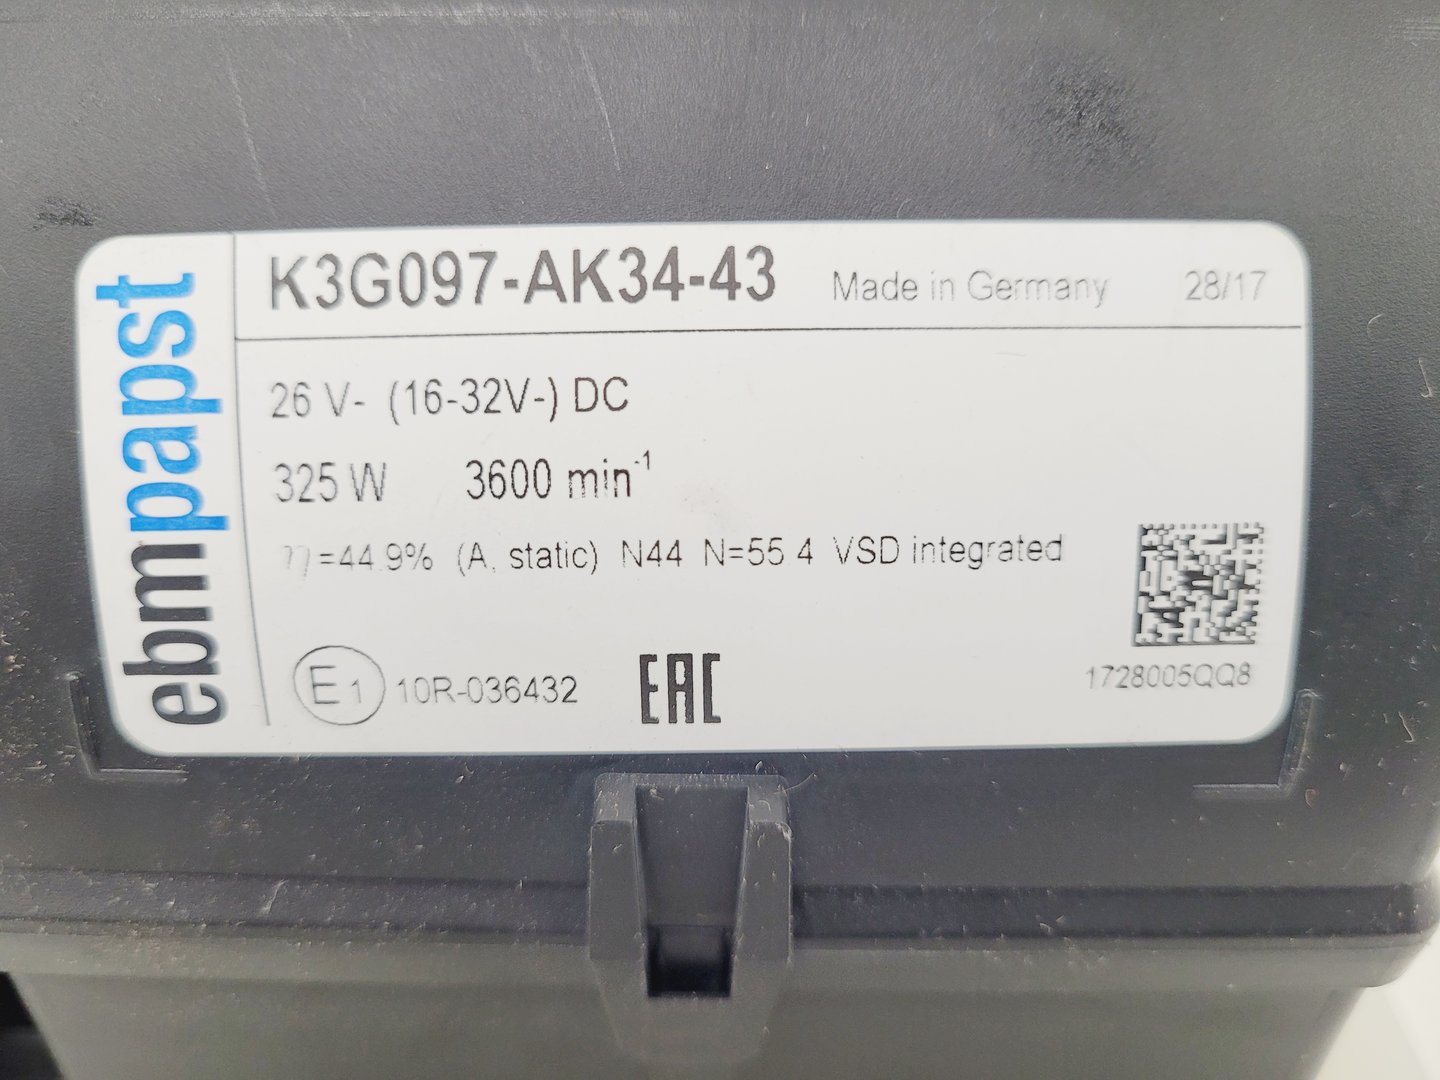 ebmpapst
K3G097-AK34-43 Made in Germany 28/17
26 V- (16-32V-) DC
325 W 3600 min⁻¹
η=44.9% (A, static) N44 N=55.4 VSD integrated
E1 10R-036432 EAC
1728005QQ8